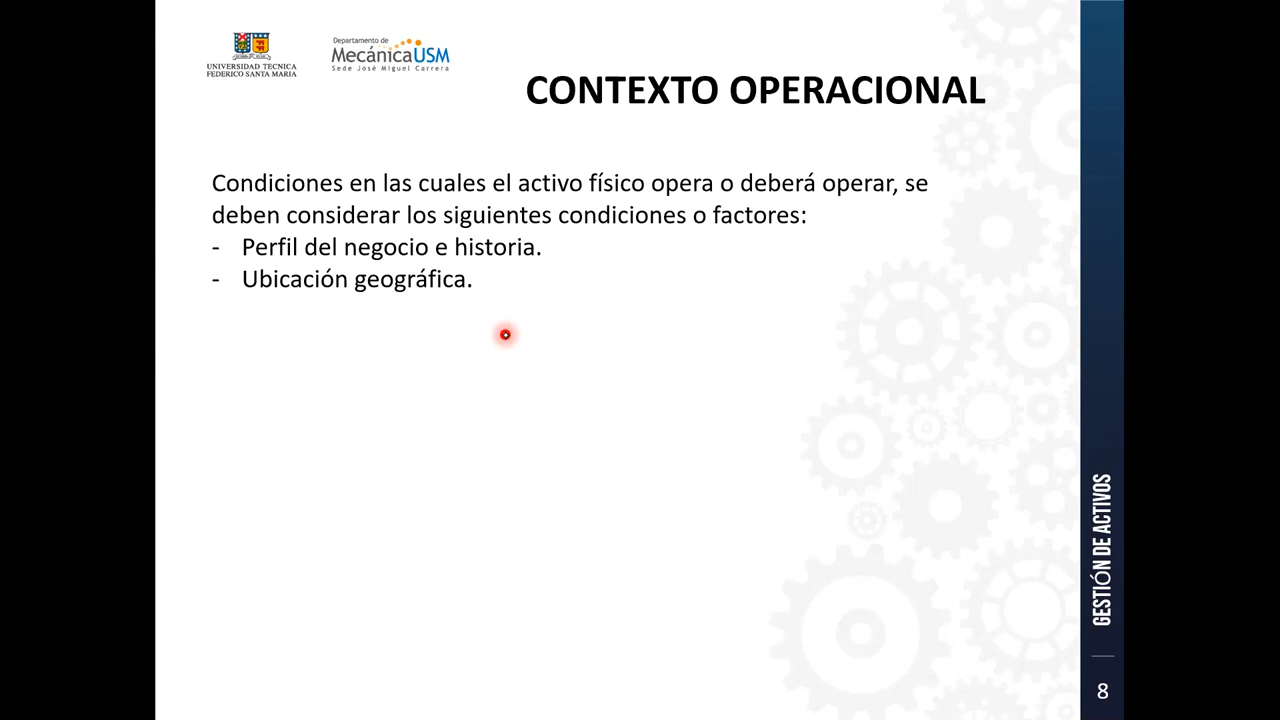 UNIVERSIDAD TECNICA
FEDERICO SANTA MARIA
Departamento de
MecánicaUSM
Sede José Miguel Carrera
CONTEXTO OPERACIONAL
Condiciones en las cuales el activo físico opera o deberá operar, se
deben considerar los siguientes condiciones o factores:
- Perfil del negocio e historia.
- Ubicación geográfica.
GESTIÓN DE ACTIVOS
8